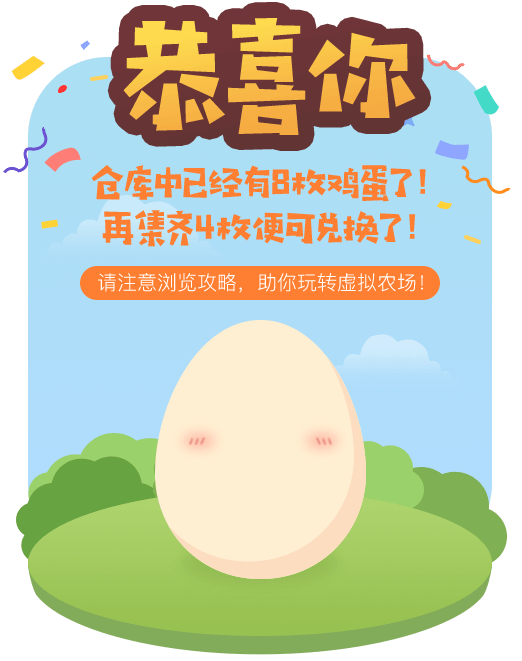 恭喜你
仓库中已经有8枚鸡蛋了！
再集齐4枚便可兑换了！
请注意浏览攻略，助你玩转虚拟农场！